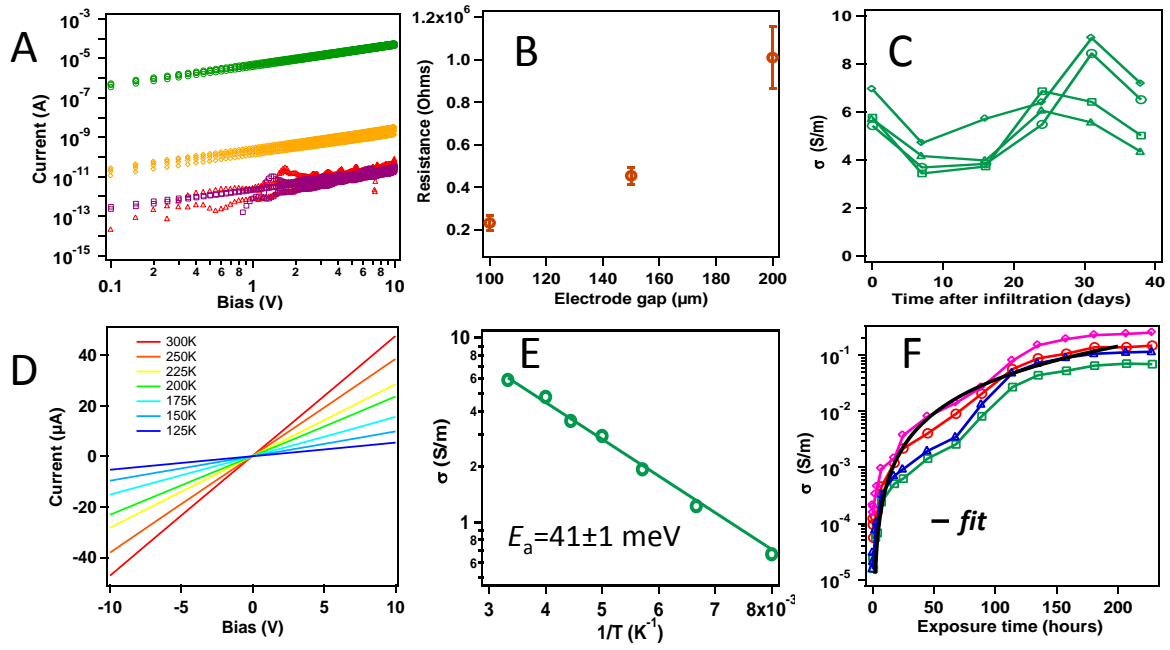 A
10⁻³
10⁻⁵
10⁻⁷
10⁻⁹
10⁻¹¹
10⁻¹³
10⁻¹⁵
Current (A)
0.1
2
4
6
8
1
2
4
6
8
10
Bias (V)
B
1.2x10⁶
1.0
0.8
0.6
0.4
0.2
Resistance (Ohms)
100
120
140
160
180
200
Electrode gap (µm)
C
10
8
6
4
2
0
σ (S/m)
0
10
20
30
40
Time after infiltration (days)
D
40
20
0
-20
-40
Current (µA)
300K
250K
225K
200K
175K
150K
125K
-10
-5
0
5
10
Bias (V)
E
10
8
6
4
2
1
8
6
σ (S/m)
Eₐ=41±1 meV
3
4
5
6
7
8x10⁻³
1/T (K⁻¹)
F
10⁻¹
10⁻²
10⁻³
10⁻⁴
10⁻⁵
σ (S/m)
– fit
0
50
100
150
200
Exposure time (hours)